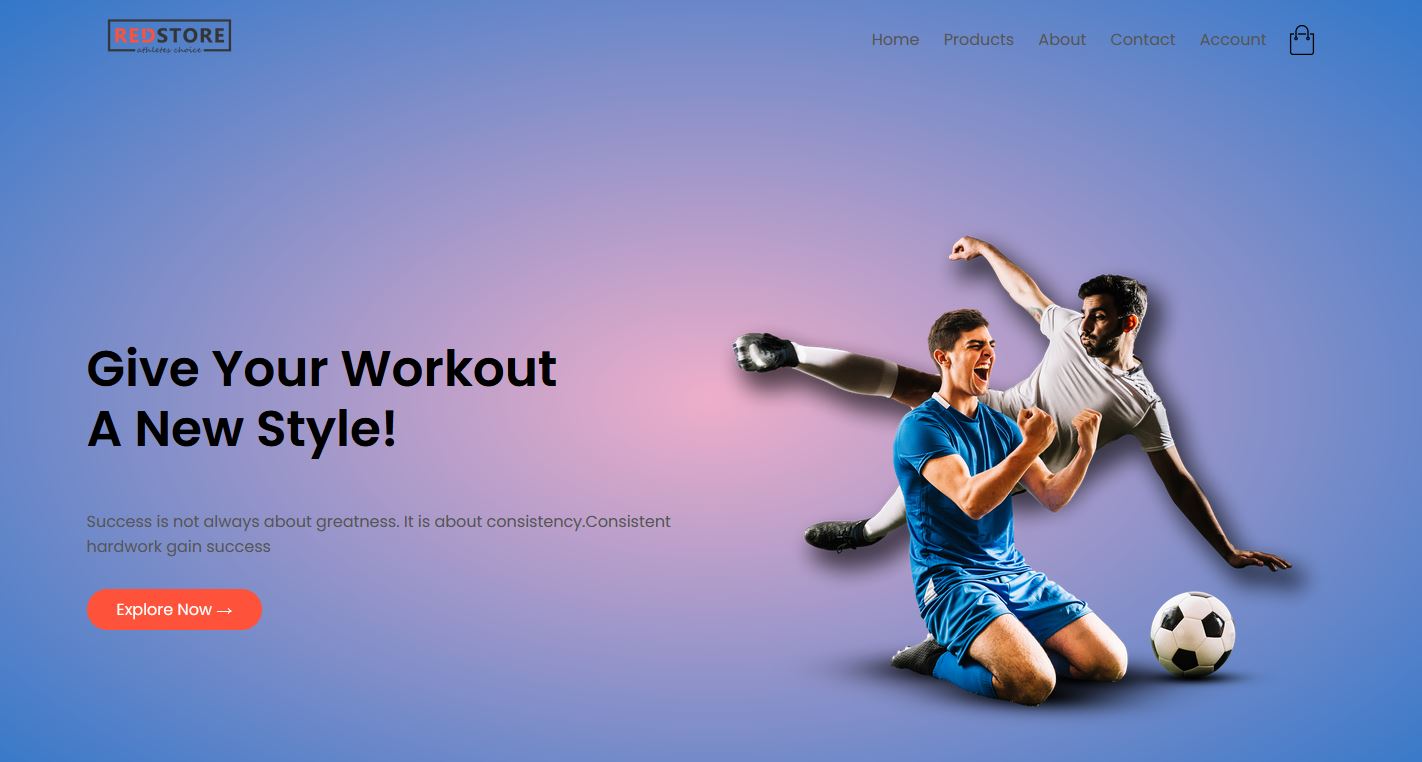 REDSTORE
athletes choice
Home Products About Contact Account
Give Your Workout
A New Style!
Success is not always about greatness. It is about consistency.Consistent
hardwork gain success
Explore Now →